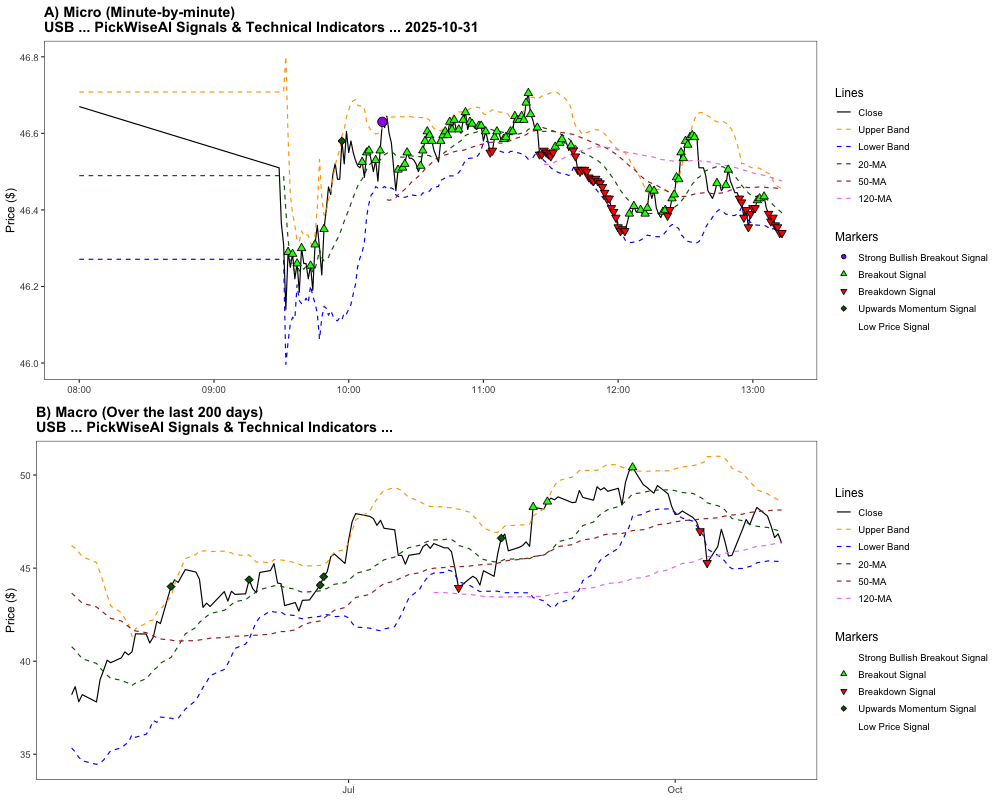 A) Micro (Minute-by-minute)
USB ... PickWiseAI Signals & Technical Indicators ... 2025-10-31
Price ($)
46.8
46.6
46.4
46.2
46.0
08:00 09:00 10:00 11:00 12:00 13:00
Lines
Close
Upper Band
Lower Band
20-MA
50-MA
120-MA
Markers
Strong Bullish Breakout Signal
Breakout Signal
Breakdown Signal
Upwards Momentum Signal
Low Price Signal
B) Macro (Over the last 200 days)
USB ... PickWiseAI Signals & Technical Indicators ...
Price ($)
50
45
40
35
Jul Oct
Lines
Close
Upper Band
Lower Band
20-MA
50-MA
120-MA
Markers
Strong Bullish Breakout Signal
Breakout Signal
Breakdown Signal
Upwards Momentum Signal
Low Price Signal